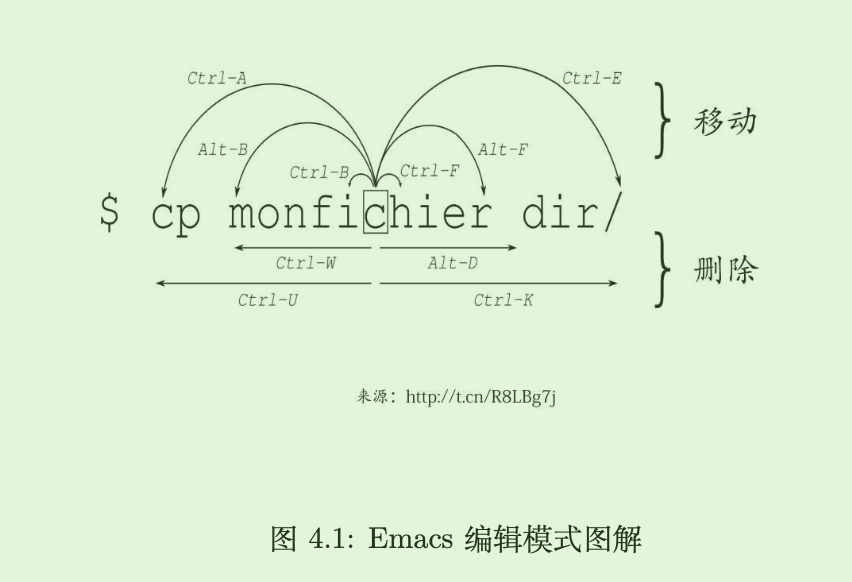 Ctrl-A
Ctrl-E
移动
Alt-B
Alt-F
Ctrl-B
Ctrl-F
$ cp monfichier dir/
Ctrl-W
Alt-D
删除
Ctrl-U
Ctrl-K
来源：http://t.cn/R8LBg7j
图 4.1: Emacs 编辑模式图解